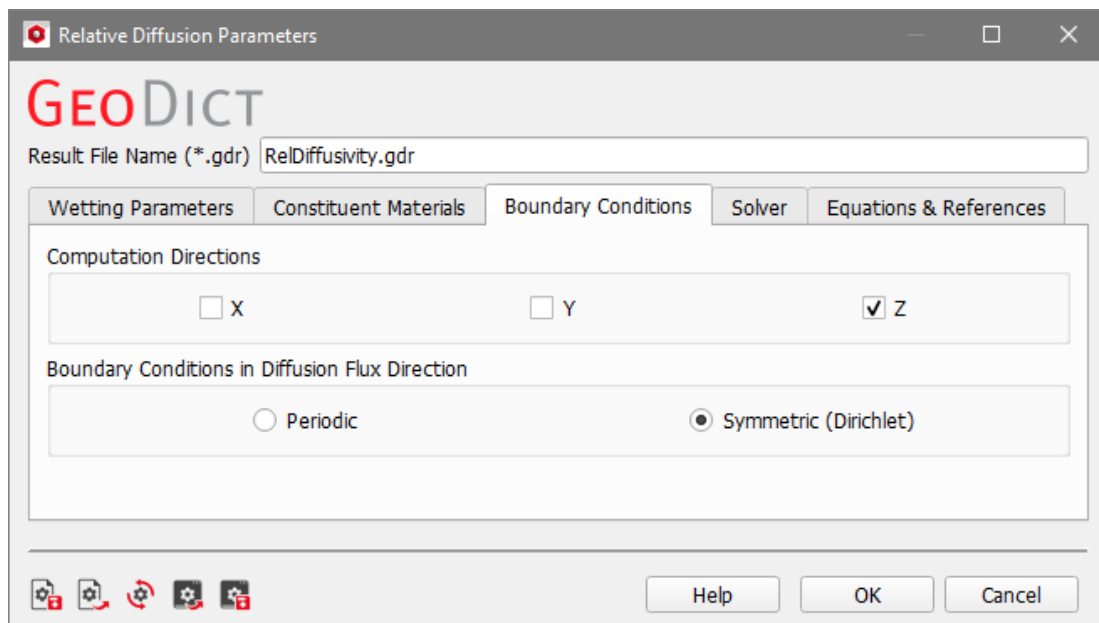 Relative Diffusion Parameters
GEODICT
Result File Name (*.gdr) RelDiffusivity.gdr
Wetting Parameters Constituent Materials Boundary Conditions Solver Equations & References
Computation Directions
X Y Z
Boundary Conditions in Diffusion Flux Direction
Periodic Symmetric (Dirichlet)
Help OK Cancel